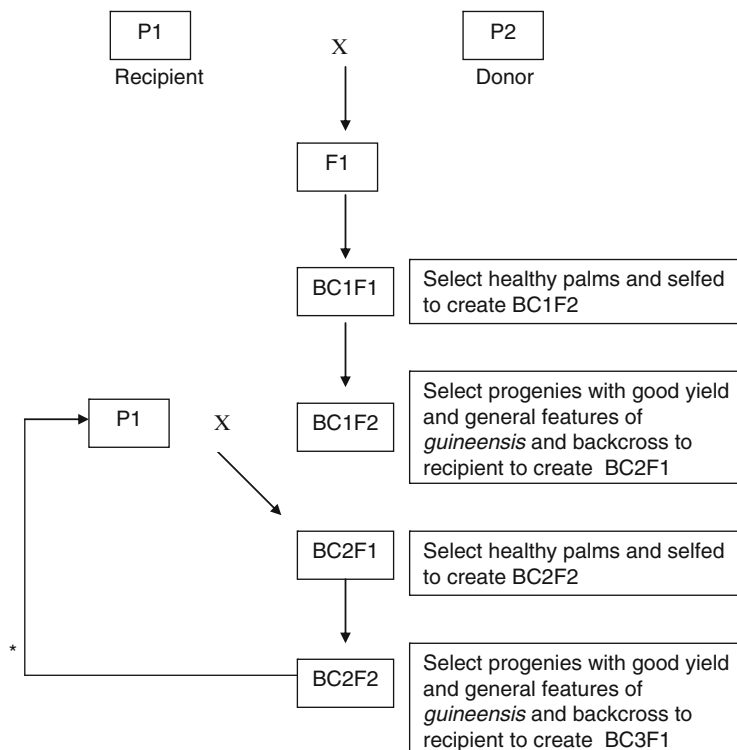 P1
X
P2
Recipient
Donor
F1
BC1F1
Select healthy palms and selfed
to create BC1F2
P1
X
BC1F2
Select progenies with good yield
and general features of
guineensis and backcross to
recipient to create BC2F1
BC2F1
Select healthy palms and selfed
to create BC2F2
*
BC2F2
Select progenies with good yield
and general features of
guineensis and backcross to
recipient to create BC3F1